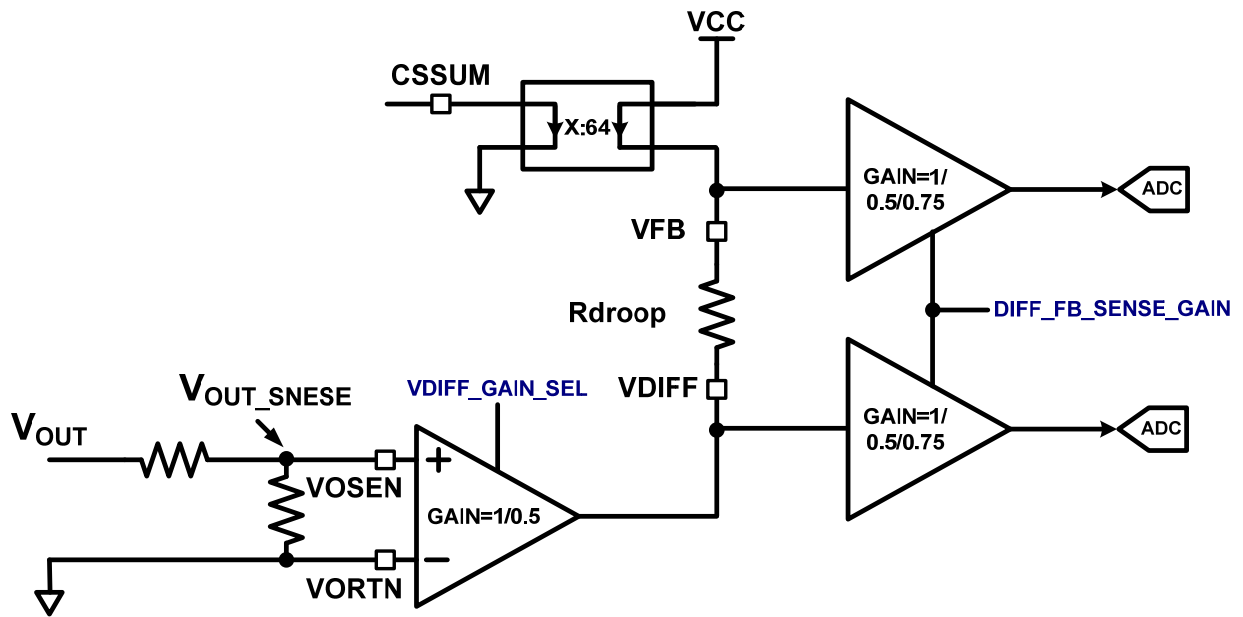 VCC
CSSUM
X:64
GAIN=1/
0.5/0.75
ADC
VFB
Rdroop
DIFF_FB_SENSE_GAIN
VDIFF
VDIFF_GAIN_SEL
VOUT_SNESE
VOUT
GAIN=1/
0.5/0.75
ADC
+
VOSEN
GAIN=1/0.5
−
VORTN